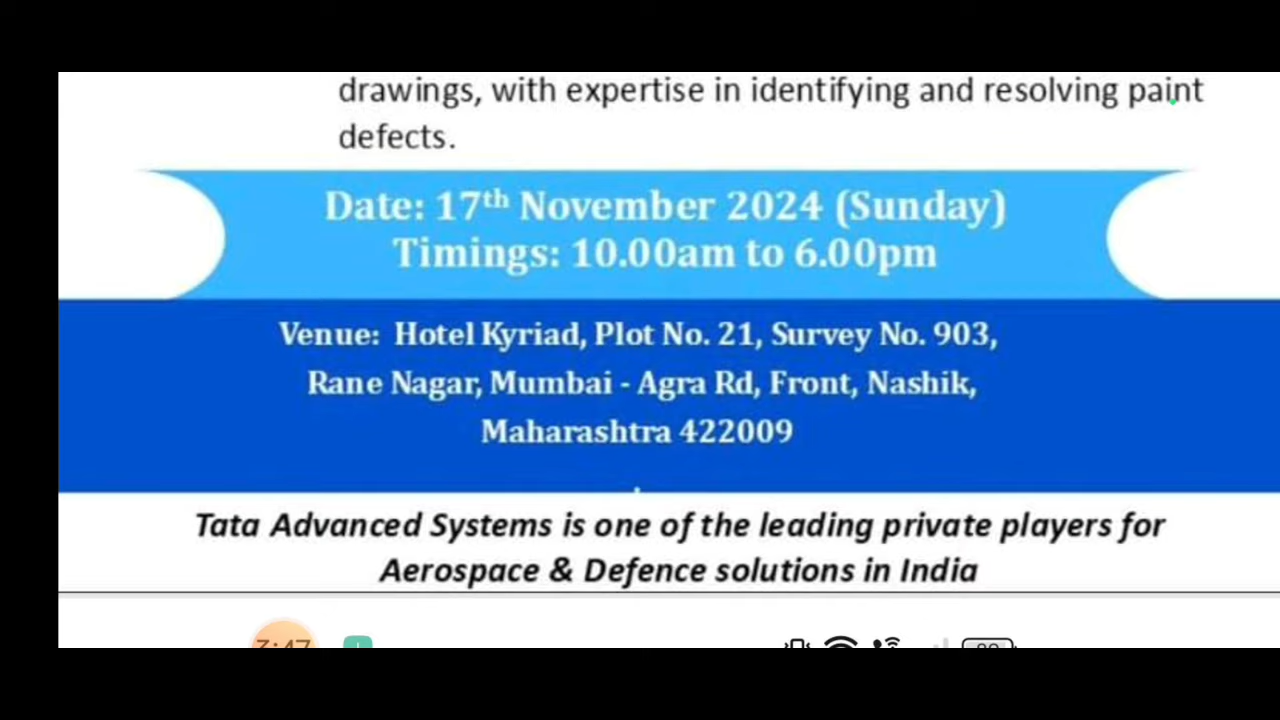 drawings, with expertise in identifying and resolving paint
defects.
Date: 17th November 2024 (Sunday)
Timings: 10.00am to 6.00pm
Venue: Hotel Kyriad, Plot No. 21, Survey No. 903,
Rane Nagar, Mumbai - Agra Rd, Front, Nashik,
Maharashtra 422009
Tata Advanced Systems is one of the leading private players for
Aerospace & Defence solutions in India